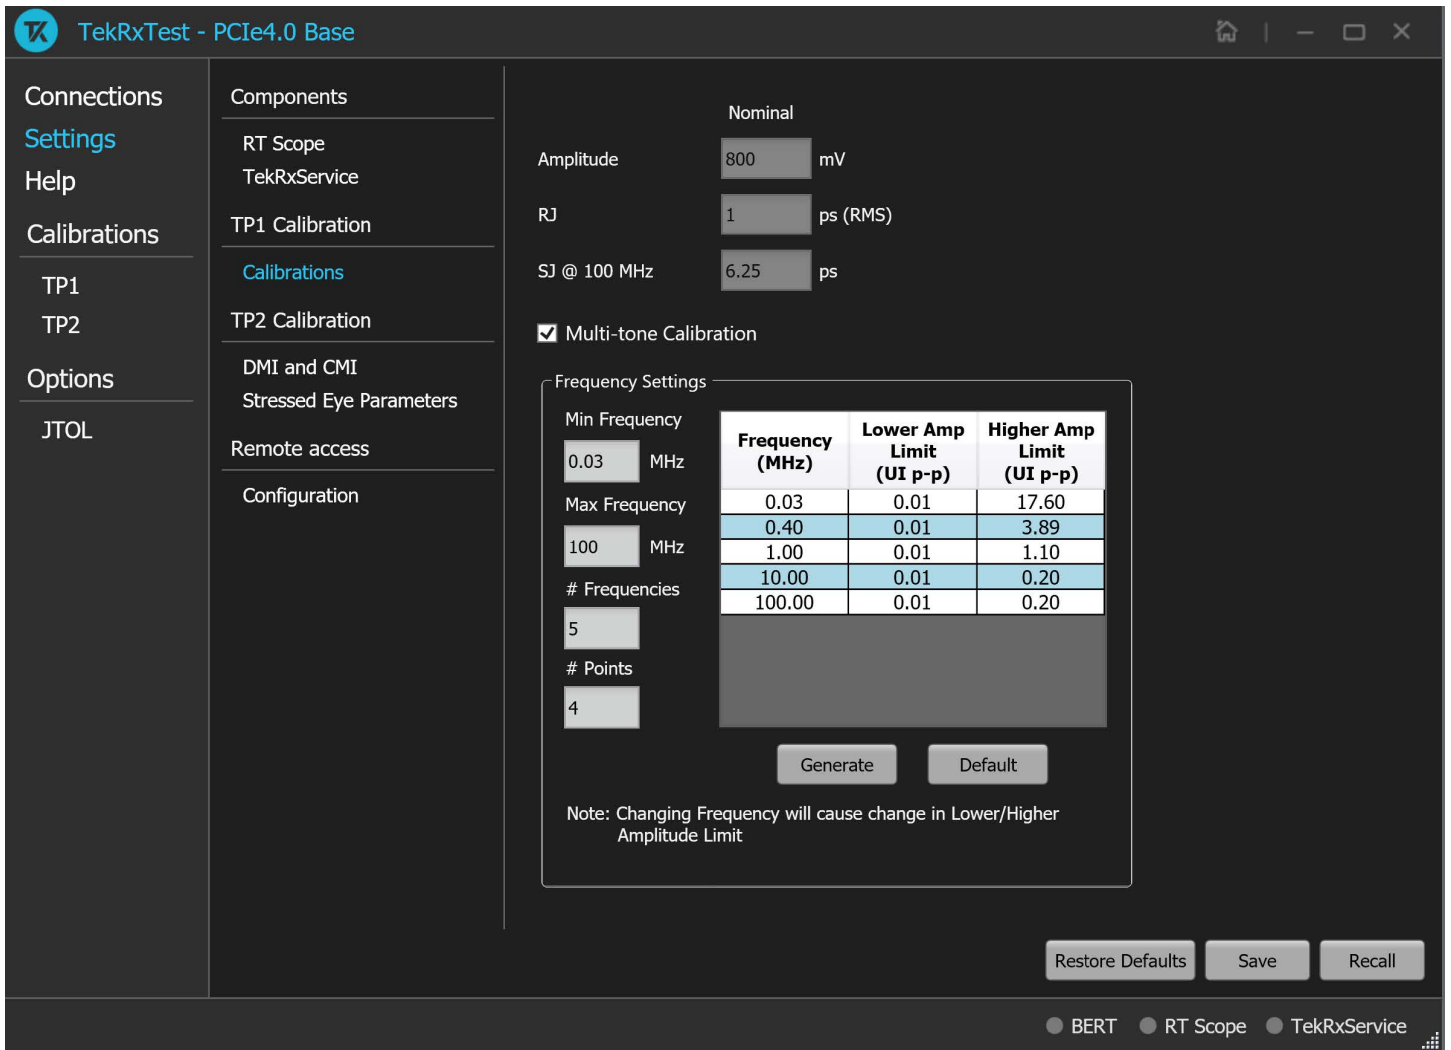 TekRxTest - PCIe4.0 Base
Connections
Settings
Help
Calibrations
TP1
TP2
Options
JTOL
Components
RT Scope
TekRxService
TP1 Calibration
Calibrations
TP2 Calibration
DMI and CMI
Stressed Eye Parameters
Remote access
Configuration
Nominal
Amplitude 800 mV
RJ 1 ps (RMS)
SJ @ 100 MHz 6.25 ps
Multi-tone Calibration
Frequency Settings
Min Frequency
0.03 MHz
Max Frequency
100 MHz
# Frequencies
5
# Points
4
Frequency (MHz) Lower Amp Limit (UI p-p) Higher Amp Limit (UI p-p)
0.03 0.01 17.60
0.40 0.01 3.89
1.00 0.01 1.10
10.00 0.01 0.20
100.00 0.01 0.20
Generate Default
Note: Changing Frequency will cause change in Lower/Higher
Amplitude Limit
Restore Defaults Save Recall
BERT RT Scope TekRxService